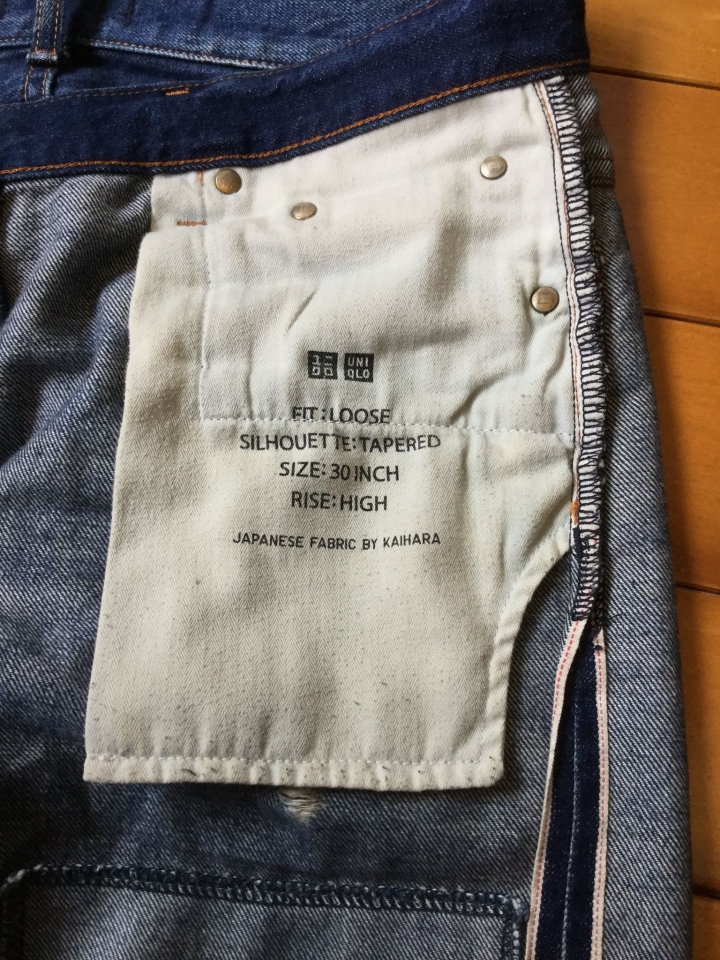 ユニ UNI
クロ QLO
FIT:LOOSE
SILHOUETTE:TAPERED
SIZE:30 INCH
RISE:HIGH
JAPANESE FABRIC BY KAIHARA